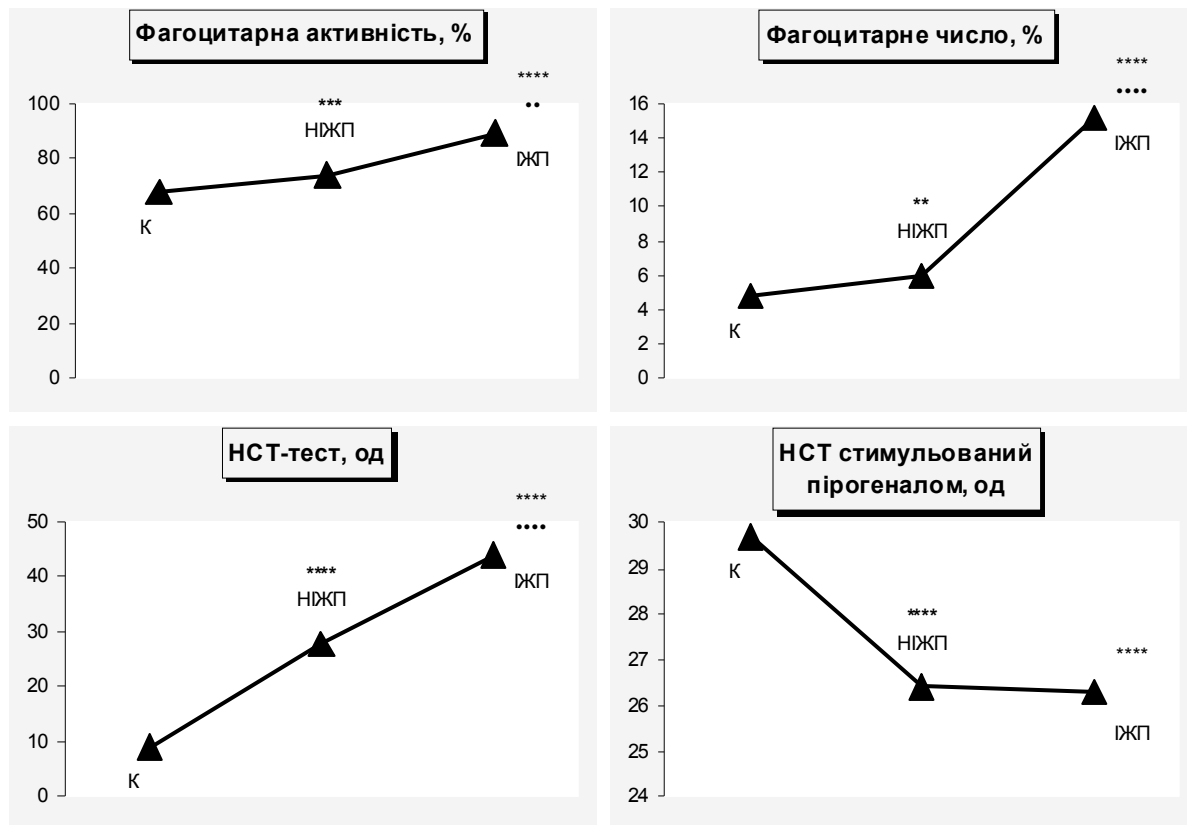 Фагоцитарна активність, %
****
••
***
НІЖП
ІЖП
К
100
80
60
40
20
0
Фагоцитарне число, %
****
••••
**
НІЖП
ІЖП
К
16
14
12
10
8
6
4
2
0
НСТ-тест, од
****
••••
****
НІЖП
ІЖП
К
50
40
30
20
10
0
НСТ стимульований
пірогеналом, од
К
****
НІЖП
****
ІЖП
30
29
28
27
26
25
24